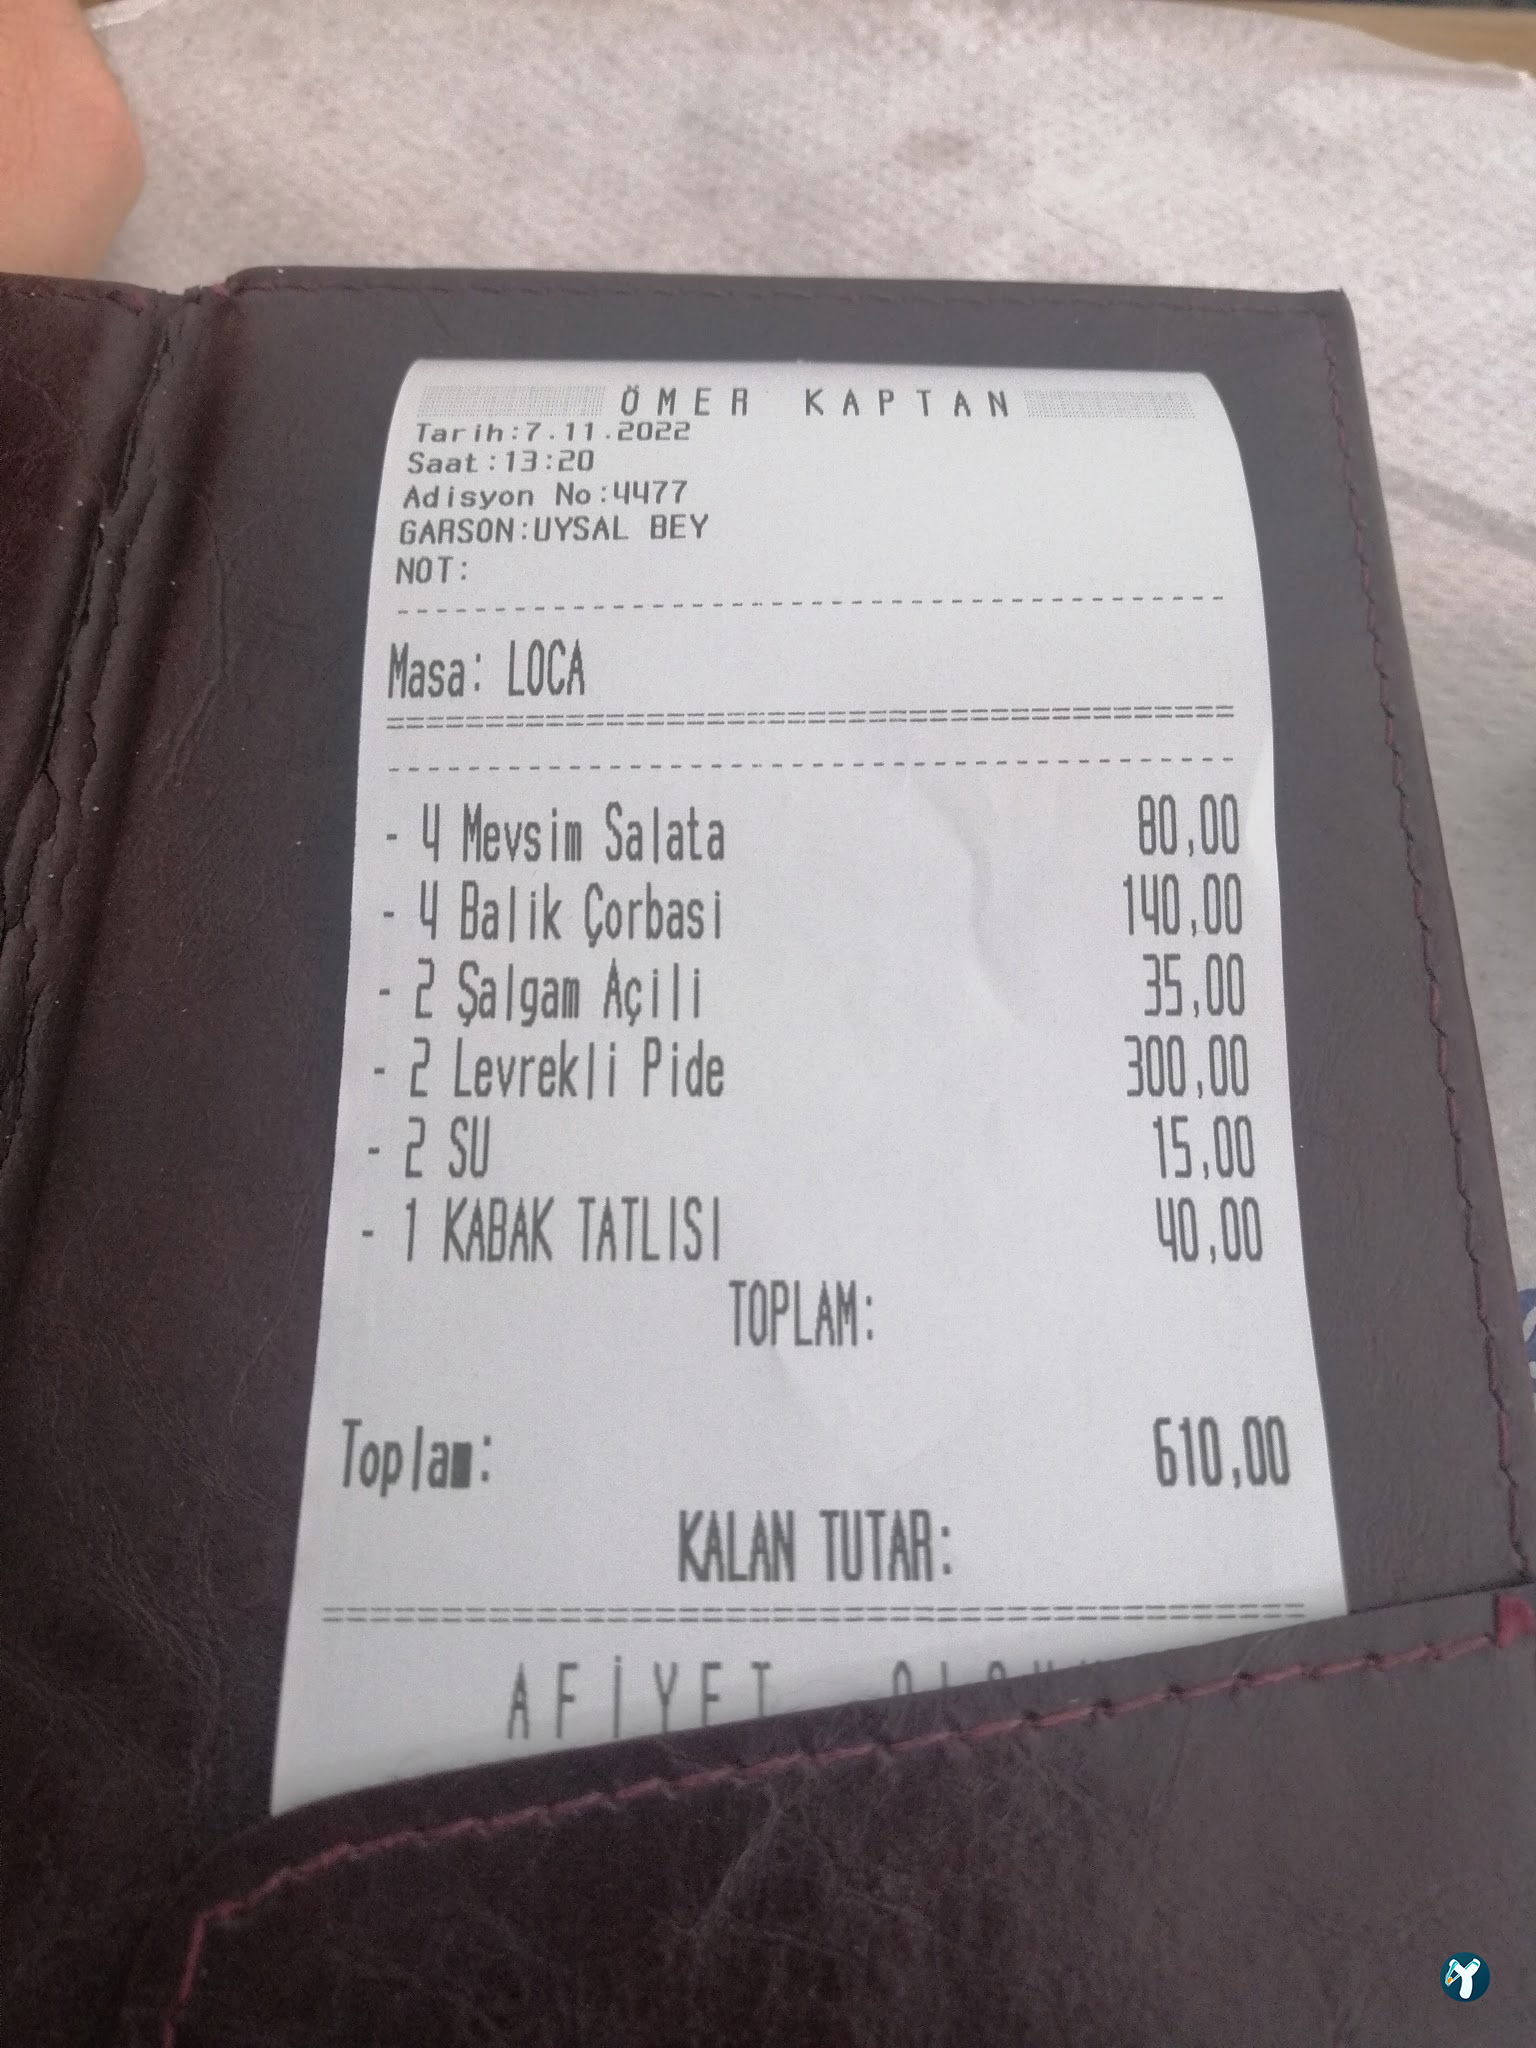 ÖMER KAPTAN
Tarih:7.11.2022
Saat:13:20
Adisyon No:4477
GARSON:UYSAL BEY
NOT:
Masa: LOCA
- 4 Mevsim Salata 80,00
- 4 Balik Çorbasi 140,00
- 2 Şalgam Açili 35,00
- 2 Levrekli Pide 300,00
- 2 SU 15,00
- 1 KABAK TATLISI 40,00
TOPLAM:
Toplam: 610,00
KALAN TUTAR:
AFİYET